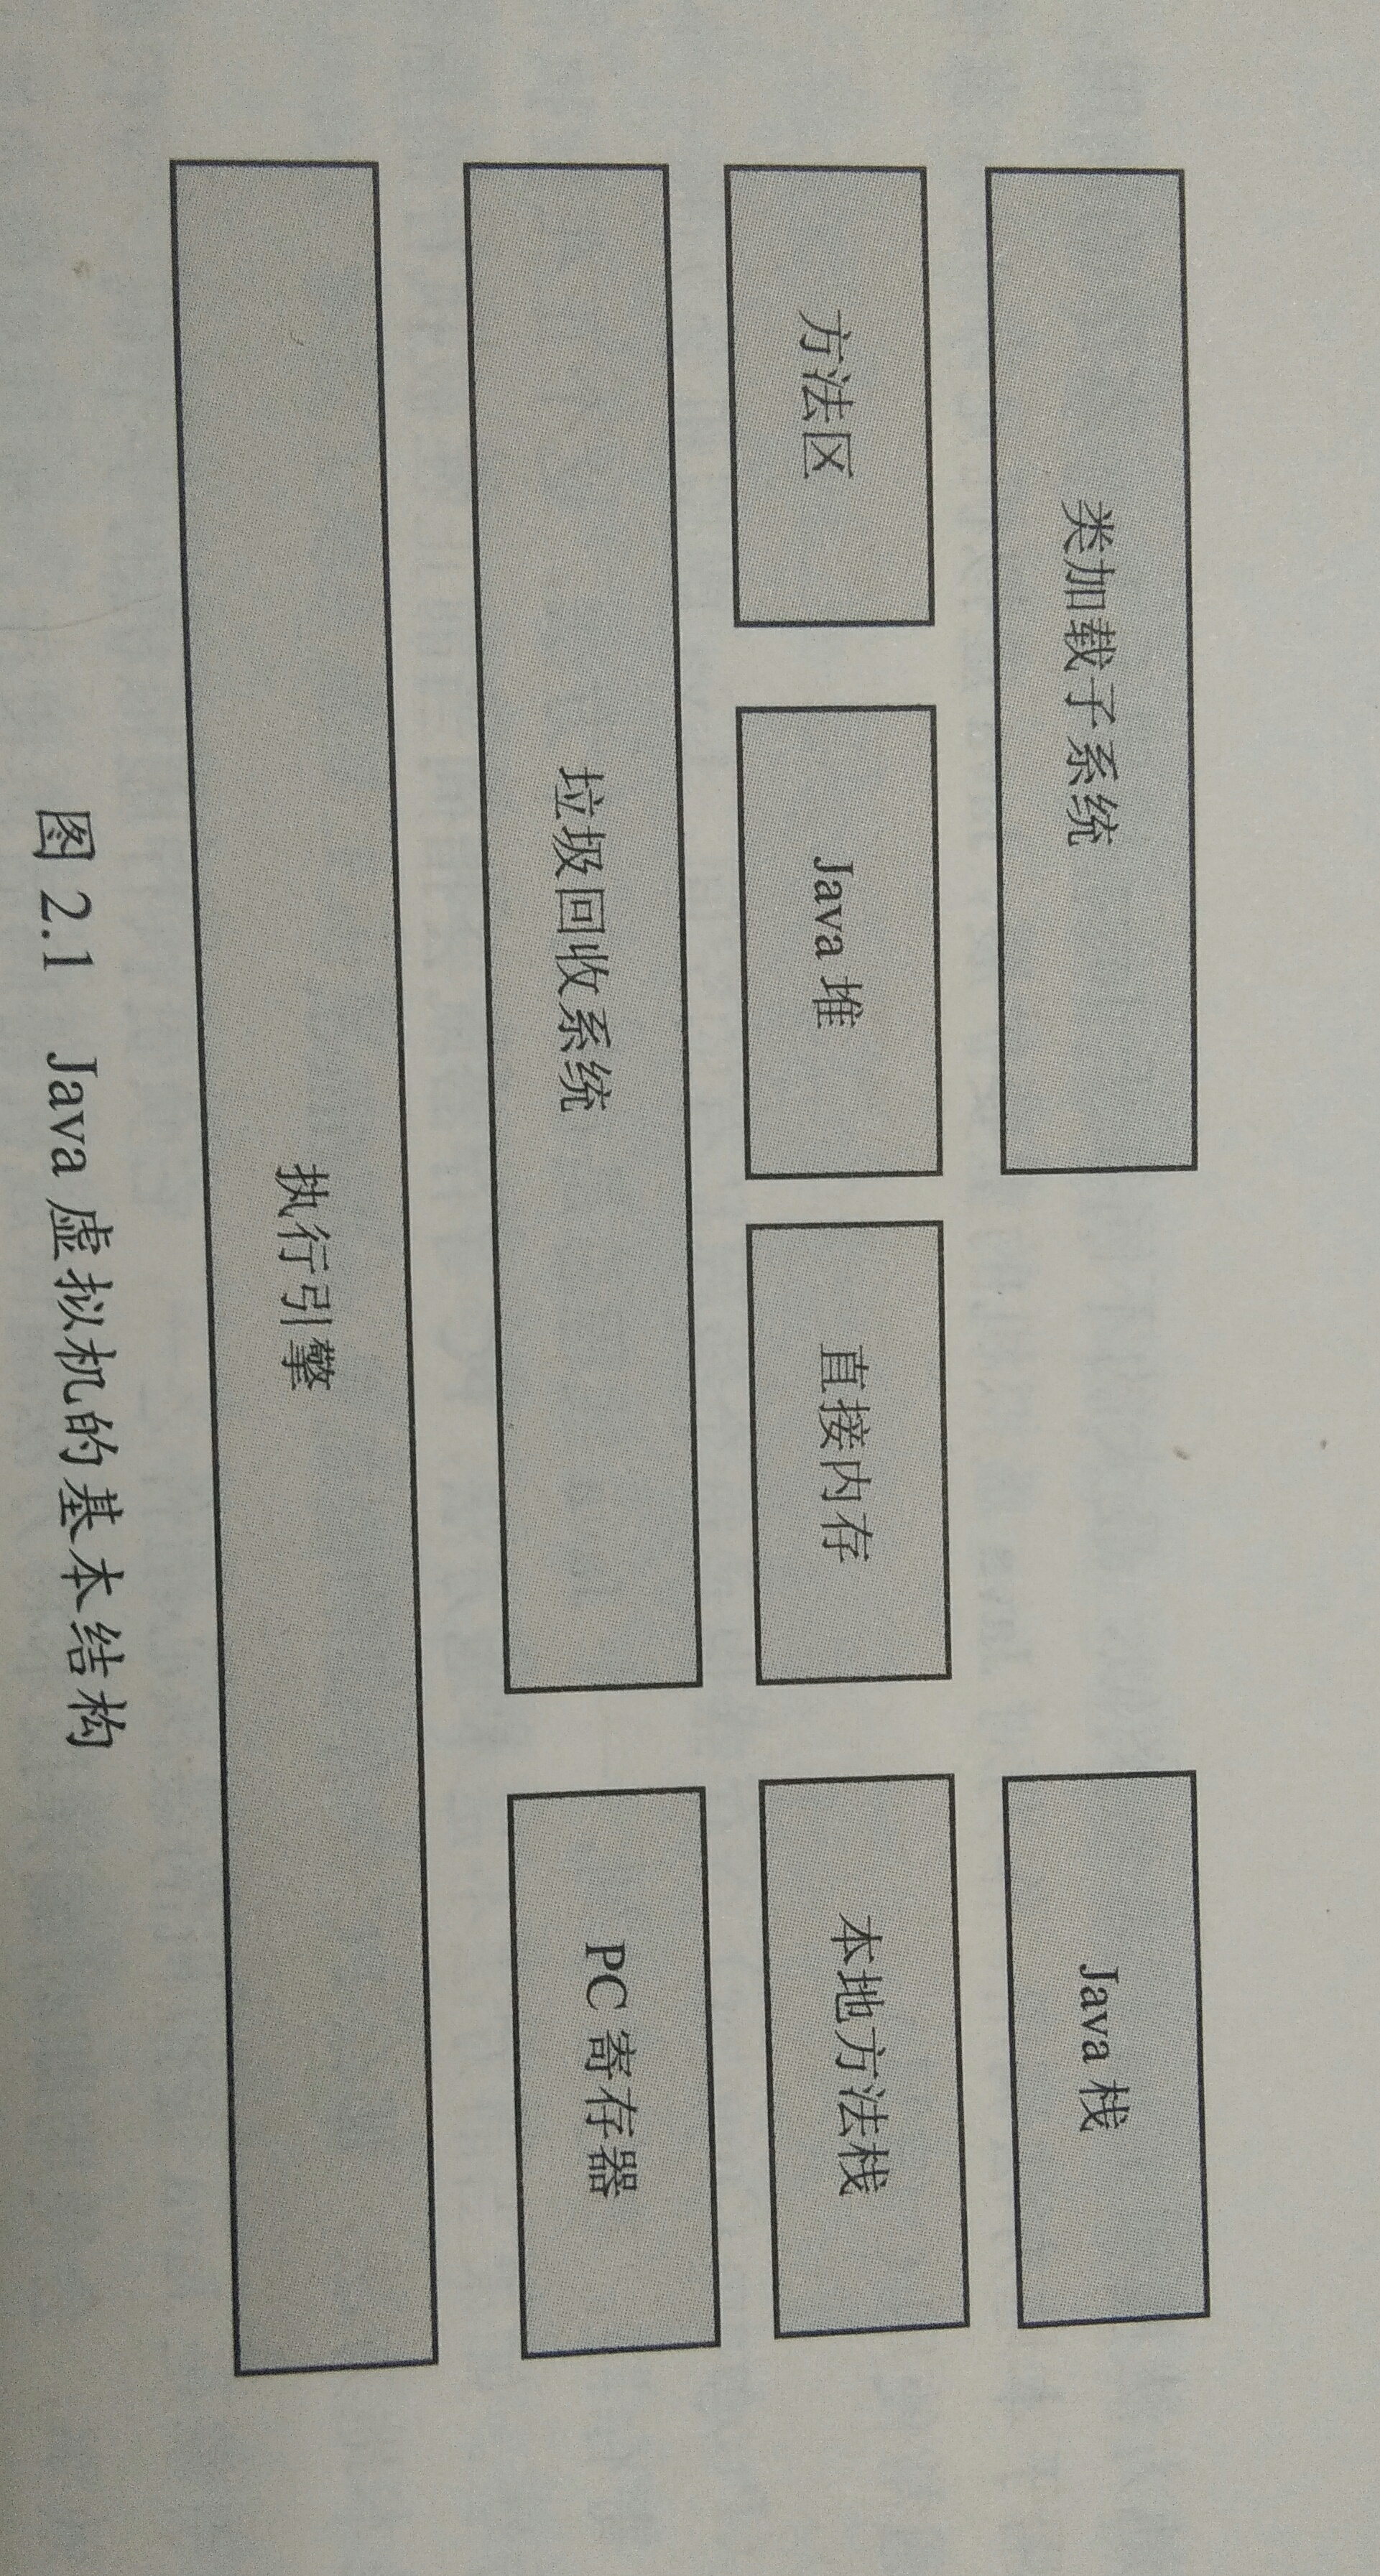 类加载子系统
Java 栈
方法区
Java 堆
直接内存
本地方法栈
垃圾回收系统
PC 寄存器
执行引擎
图 2.1 Java 虚拟机的基本结构